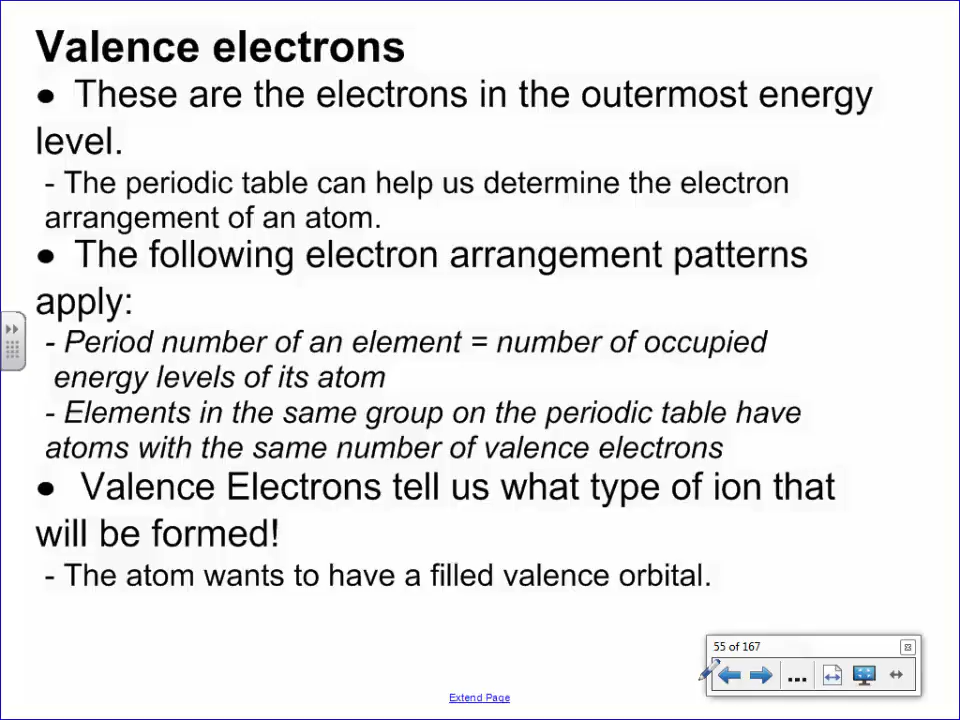 Valence electrons
• These are the electrons in the outermost energy
level.
- The periodic table can help us determine the electron
arrangement of an atom.
• The following electron arrangement patterns
apply:
- Period number of an element = number of occupied
energy levels of its atom
- Elements in the same group on the periodic table have
atoms with the same number of valence electrons
• Valence Electrons tell us what type of ion that
will be formed!
- The atom wants to have a filled valence orbital.
55 of 167
...
Extend Page